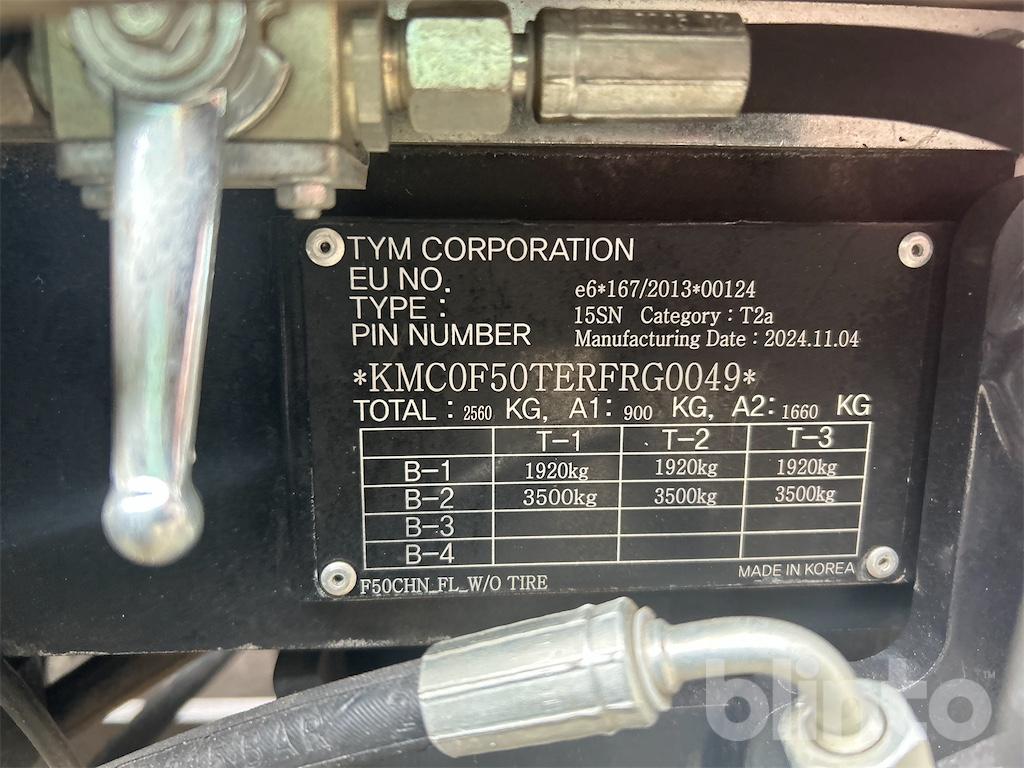 TYM CORPORATION
EU NO. e6*167/2013*00124
TYPE : 15SN Category : T2a
PIN NUMBER Manufacturing Date : 2024.11.04
*KMC0F50TERFRG0049*
TOTAL : 2560 KG, A1: 900 KG, A2: 1660 KG
T-1 T-2 T-3
B-1 1920kg 1920kg 1920kg
B-2 3500kg 3500kg 3500kg
B-3
B-4
F50CHN_FL_W/O TIRE MADE IN KOREA
blinto™